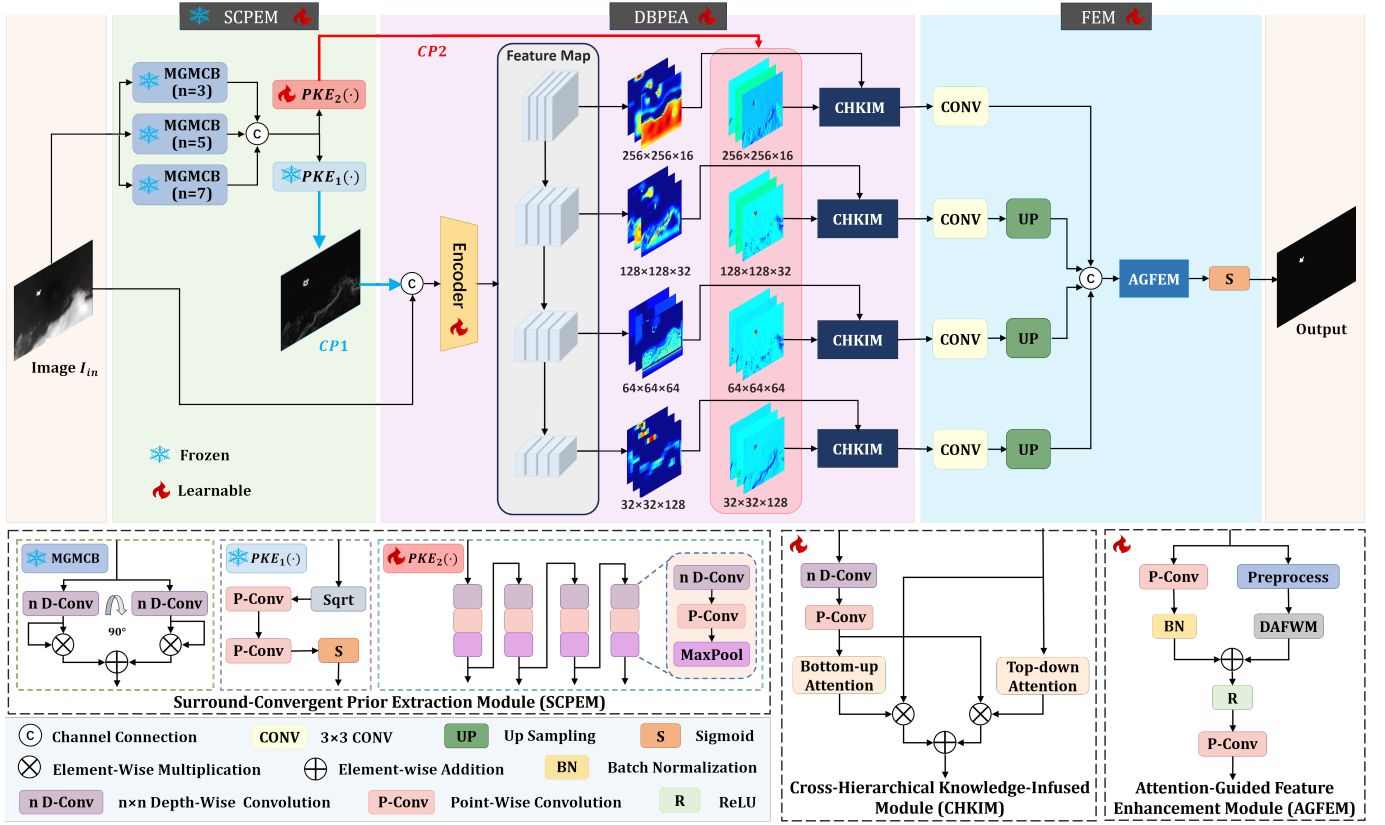 SCPEM
DBPEA
FEM
CP2
Feature Map
MGMCB
(n=3)
MGMCB
(n=5)
MGMCB
(n=7)
C
PKE₂(·)
PKE₁(·)
CP1
Image I_in
C
Encoder
256×256×16
256×256×16
CHKIM
CONV
128×128×32
128×128×32
CHKIM
CONV
UP
64×64×64
64×64×64
CHKIM
CONV
UP
32×32×128
32×32×128
CHKIM
CONV
UP
C
AGFEM
S
Output
Frozen
Learnable
MGMCB
n D-Conv
n D-Conv
90°
PKE₁(·)
P-Conv
Sqrt
P-Conv
S
PKE₂(·)
n D-Conv
P-Conv
MaxPool
Surround-Convergent Prior Extraction Module (SCPEM)
C Channel Connection
CONV 3×3 CONV
UP Up Sampling
S Sigmoid
Element-Wise Multiplication
Element-wise Addition
BN Batch Normalization
n D-Conv n×n Depth-Wise Convolution
P-Conv Point-Wise Convolution
R ReLU
n D-Conv
P-Conv
Bottom-up
Attention
Top-down
Attention
Cross-Hierarchical Knowledge-Infused
Module (CHKIM)
P-Conv
Preprocess
BN
DAFWM
R
P-Conv
Attention-Guided Feature
Enhancement Module (AGFEM)